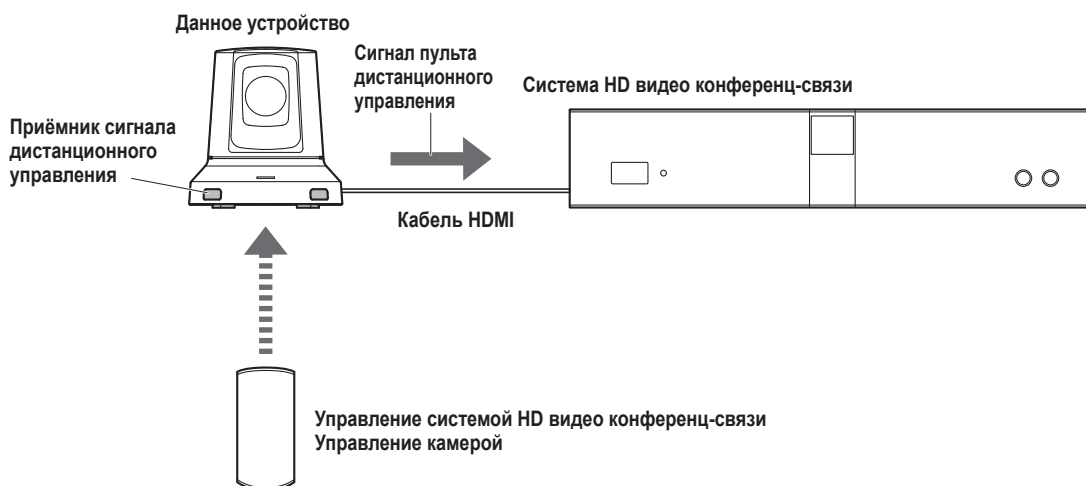 Данное устройство
Сигнал пульта
дистанционного
управления
Система HD видео конференц-связи
Приёмник сигнала
дистанционного
управления
Кабель HDMI
Управление системой HD видео конференц-связи
Управление камерой